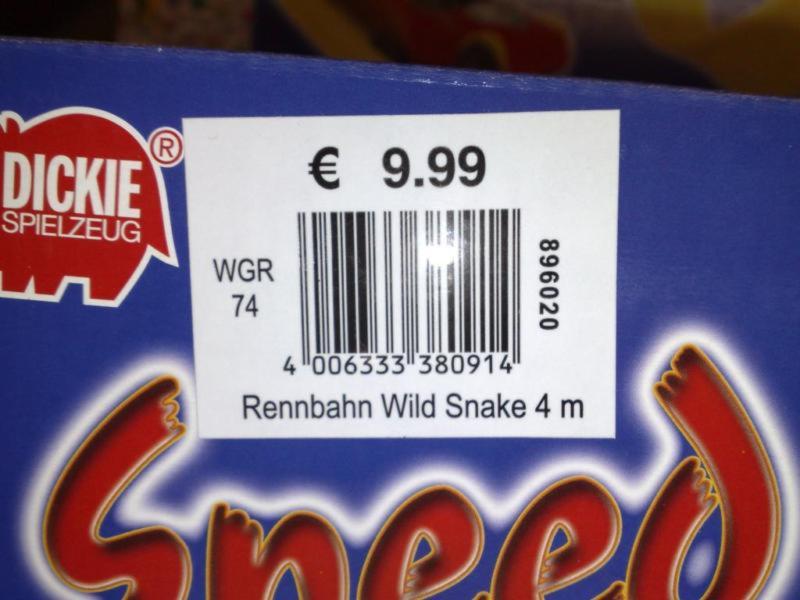 DICKIE
SPIELZEUG
®
€ 9.99
WGR
74
896020
4 006333 380914
Rennbahn Wild Snake 4 m
Speed